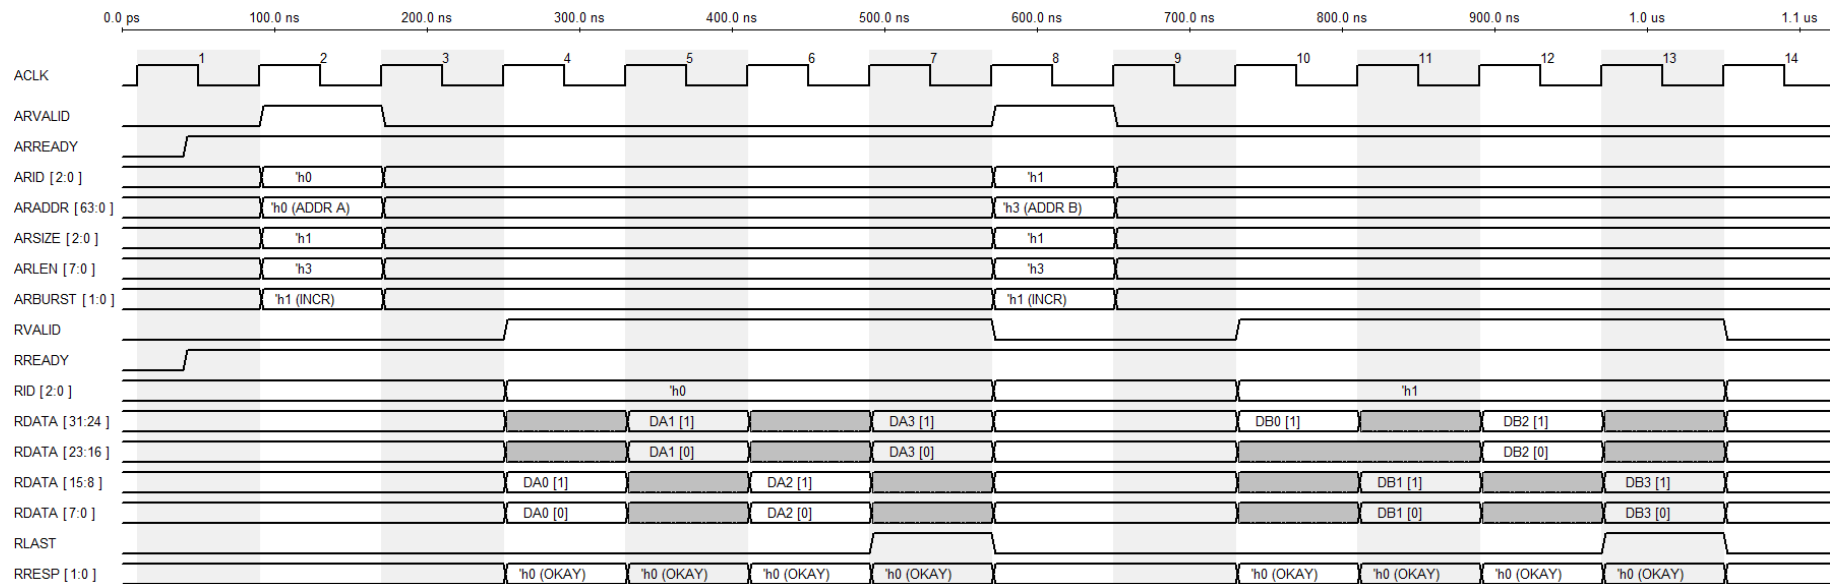 0.0 ps 100.0 ns 200.0 ns 300.0 ns 400.0 ns 500.0 ns 600.0 ns 700.0 ns 800.0 ns 900.0 ns 1.0 us 1.1 us
1 2 3 4 5 6 7 8 9 10 11 12 13 14
ACLK
ARVALID
ARREADY
ARID [2:0 ] 'h0 'h1
ARADDR [63:0 ] 'h0 (ADDR A) 'h3 (ADDR B)
ARSIZE [2:0 ] 'h1 'h1
ARLEN [7:0 ] 'h3 'h3
ARBURST [1:0 ] 'h1 (INCR) 'h1 (INCR)
RVALID
RREADY
RID [2:0 ] 'h0 'h1
RDATA [31:24 ] DA1 [1] DA3 [1] DB0 [1] DB2 [1]
RDATA [23:16 ] DA1 [0] DA3 [0] DB2 [0]
RDATA [15:8 ] DA0 [1] DA2 [1] DB1 [1] DB3 [1]
RDATA [7:0 ] DA0 [0] DA2 [0] DB1 [0] DB3 [0]
RLAST
RRESP [1:0 ] 'h0 (OKAY) 'h0 (OKAY) 'h0 (OKAY) 'h0 (OKAY) 'h0 (OKAY) 'h0 (OKAY) 'h0 (OKAY) 'h0 (OKAY)